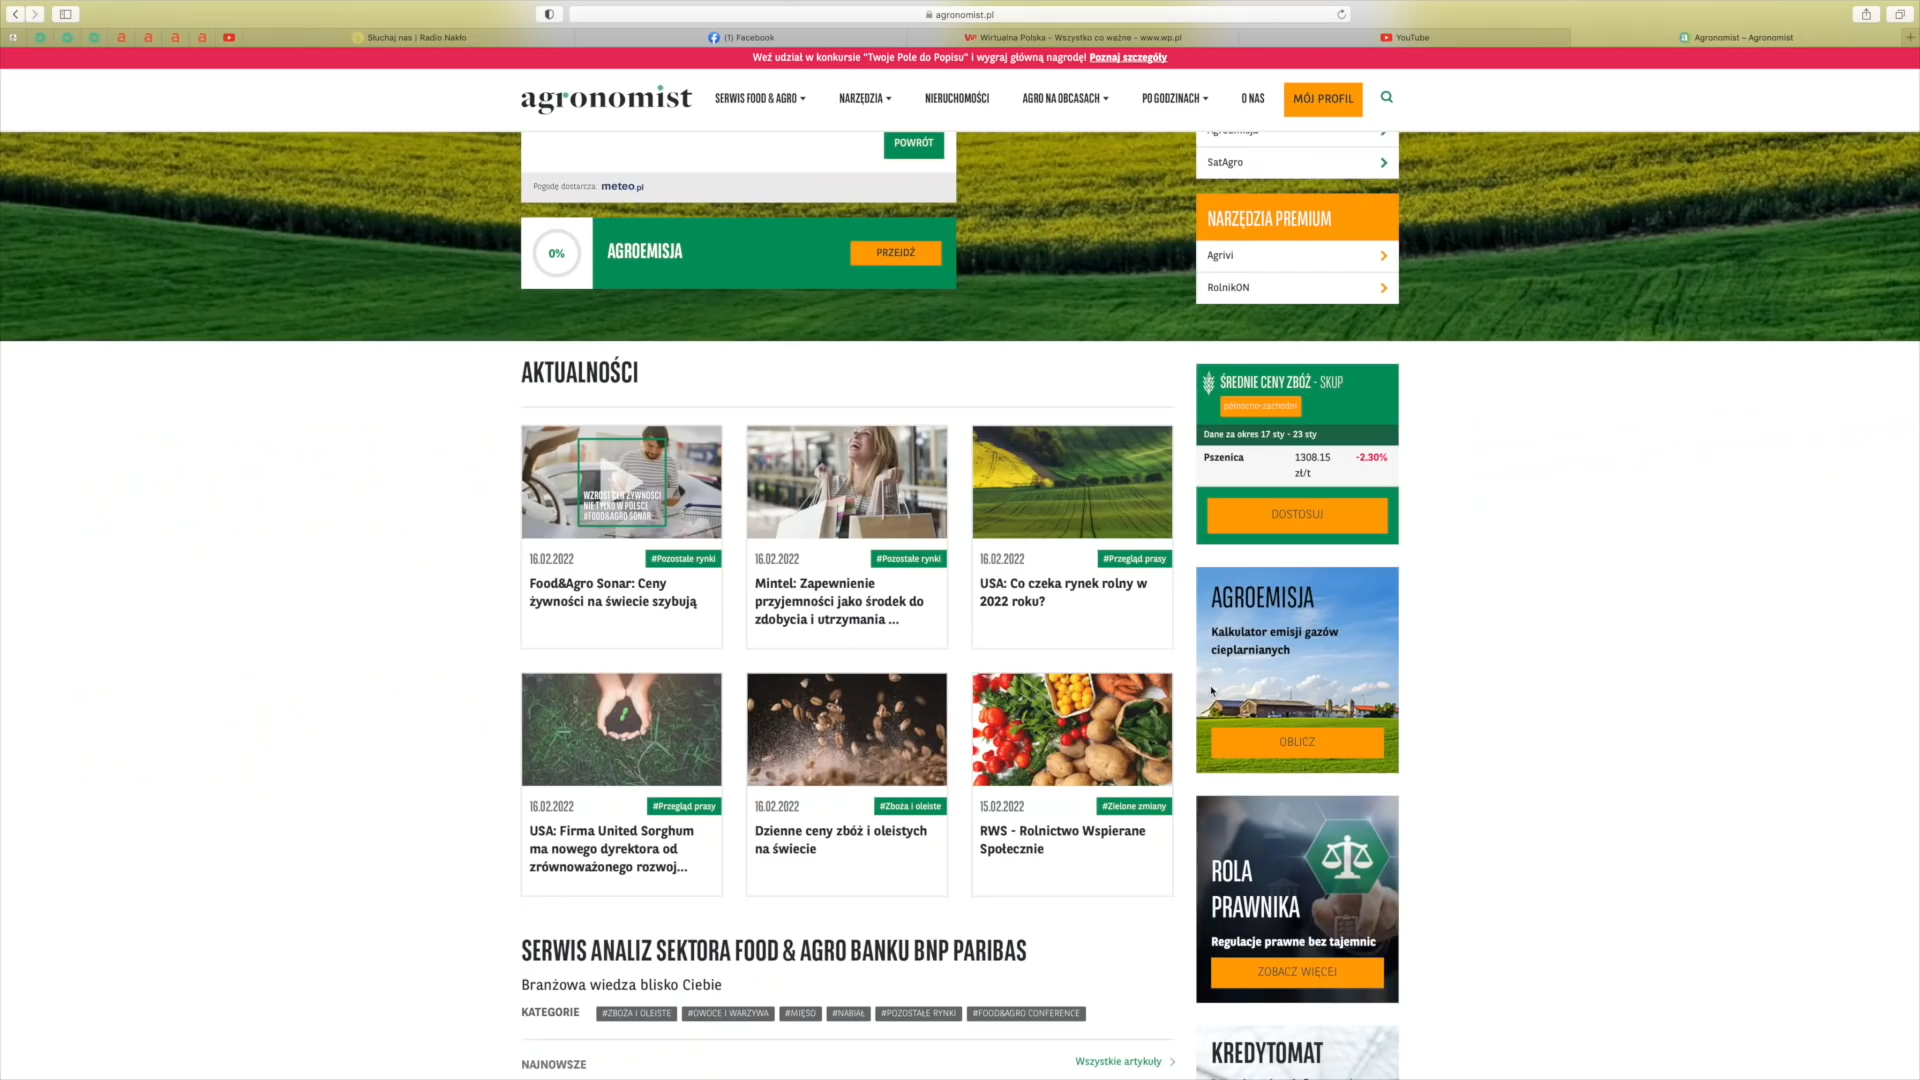 agronomist.pl
Słuchaj nas | Radio Nakło
(1) Facebook
Wirtualna Polska - Wszystko co ważne - www.wp.pl
YouTube
Agronomist – Agronomist
Weź udział w konkursie "Twoje Pole do Popisu" i wygraj główną nagrodę! Poznaj szczegóły
agronomist
SERWIS FOOD & AGRO
NARZĘDZIA
NIERUCHOMOŚCI
AGRO NA OBCASACH
PO GODZINACH
O NAS
MÓJ PROFIL
POWRÓT
SatAgro
Pogodę dostarcza: meteo.pl
NARZĘDZIA PREMIUM
Agrivi
RolnikON
0%
AGROEMISJA
PRZEJDŹ
AKTUALNOŚCI
WZROST CEN ŻYWNOŚCI
NIE TYLKO W POLSCE
#FOOD&AGRO SONAR
16.02.2022
#Pozostałe rynki
Food&Agro Sonar: Ceny
żywności na świecie szybują
16.02.2022
#Pozostałe rynki
Mintel: Zapewnienie
przyjemności jako środek do
zdobycia i utrzymania ...
16.02.2022
#Przegląd prasy
USA: Co czeka rynek rolny w
2022 roku?
16.02.2022
#Przegląd prasy
USA: Firma United Sorghum
ma nowego dyrektora od
zrównoważonego rozwoj...
16.02.2022
#Zboża i oleiste
Dzienne ceny zbóż i oleistych
na świecie
15.02.2022
#Zielone zmiany
RWS - Rolnictwo Wspierane
Społecznie
ŚREDNIE CENY ZBÓŻ - SKUP
północno-zachodni
Dane za okres 17 sty - 23 sty
Pszenica
1308.15
zł/t
-2.30%
DOSTOSUJ
AGROEMISJA
Kalkulator emisji gazów
cieplarnianych
OBLICZ
ROLA
PRAWNIKA
Regulacje prawne bez tajemnic
ZOBACZ WIĘCEJ
KREDYTOMAT
SERWIS ANALIZ SEKTORA FOOD & AGRO BANKU BNP PARIBAS
Branżowa wiedza blisko Ciebie
KATEGORIE
#ZBOŻA I OLEISTE
#OWOCE I WARZYWA
#MIĘSO
#NABIAŁ
#POZOSTAŁE RYNKI
#FOOD&AGRO CONFERENCE
NAJNOWSZE
Wszystkie artykuły